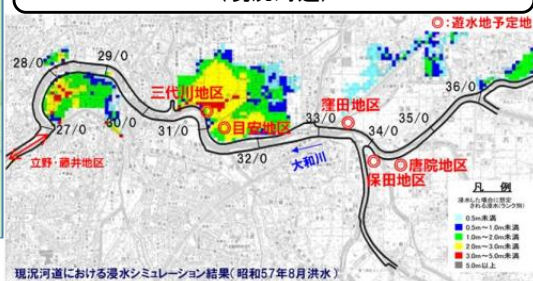 (現況河道)
◎:遊水地予定地
28/0
29/0
36/0
三代川地区
窪田地区
27/0
30/0
31/0
◎目安地区
33/0
34/0
35/0
32/0
大和川
◎唐院地区
立野・藤井地区
保田地区
凡 例
浸水した場合に想定
される浸水(ランク別)
0.5m未満
0.5m~1.0m未満
1.0m~2.0m未満
2.0m~3.0m未満
3.0m~5.0m未満
5.0m以上
現況河道における浸水シミュレーション結果(昭和57年8月洪水)